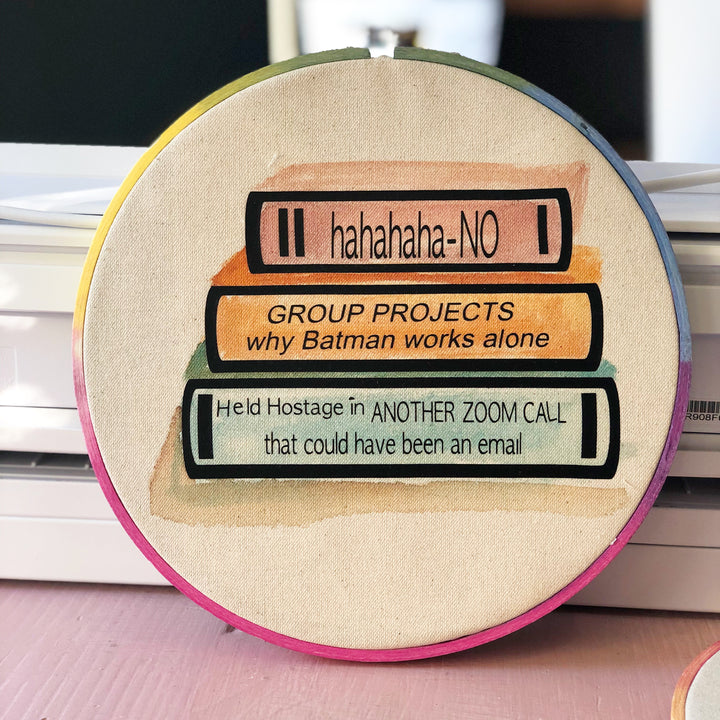 hahahaha-NO
GROUP PROJECTS
why Batman works alone
Held Hostage in ANOTHER ZOOM CALL
that could have been an email